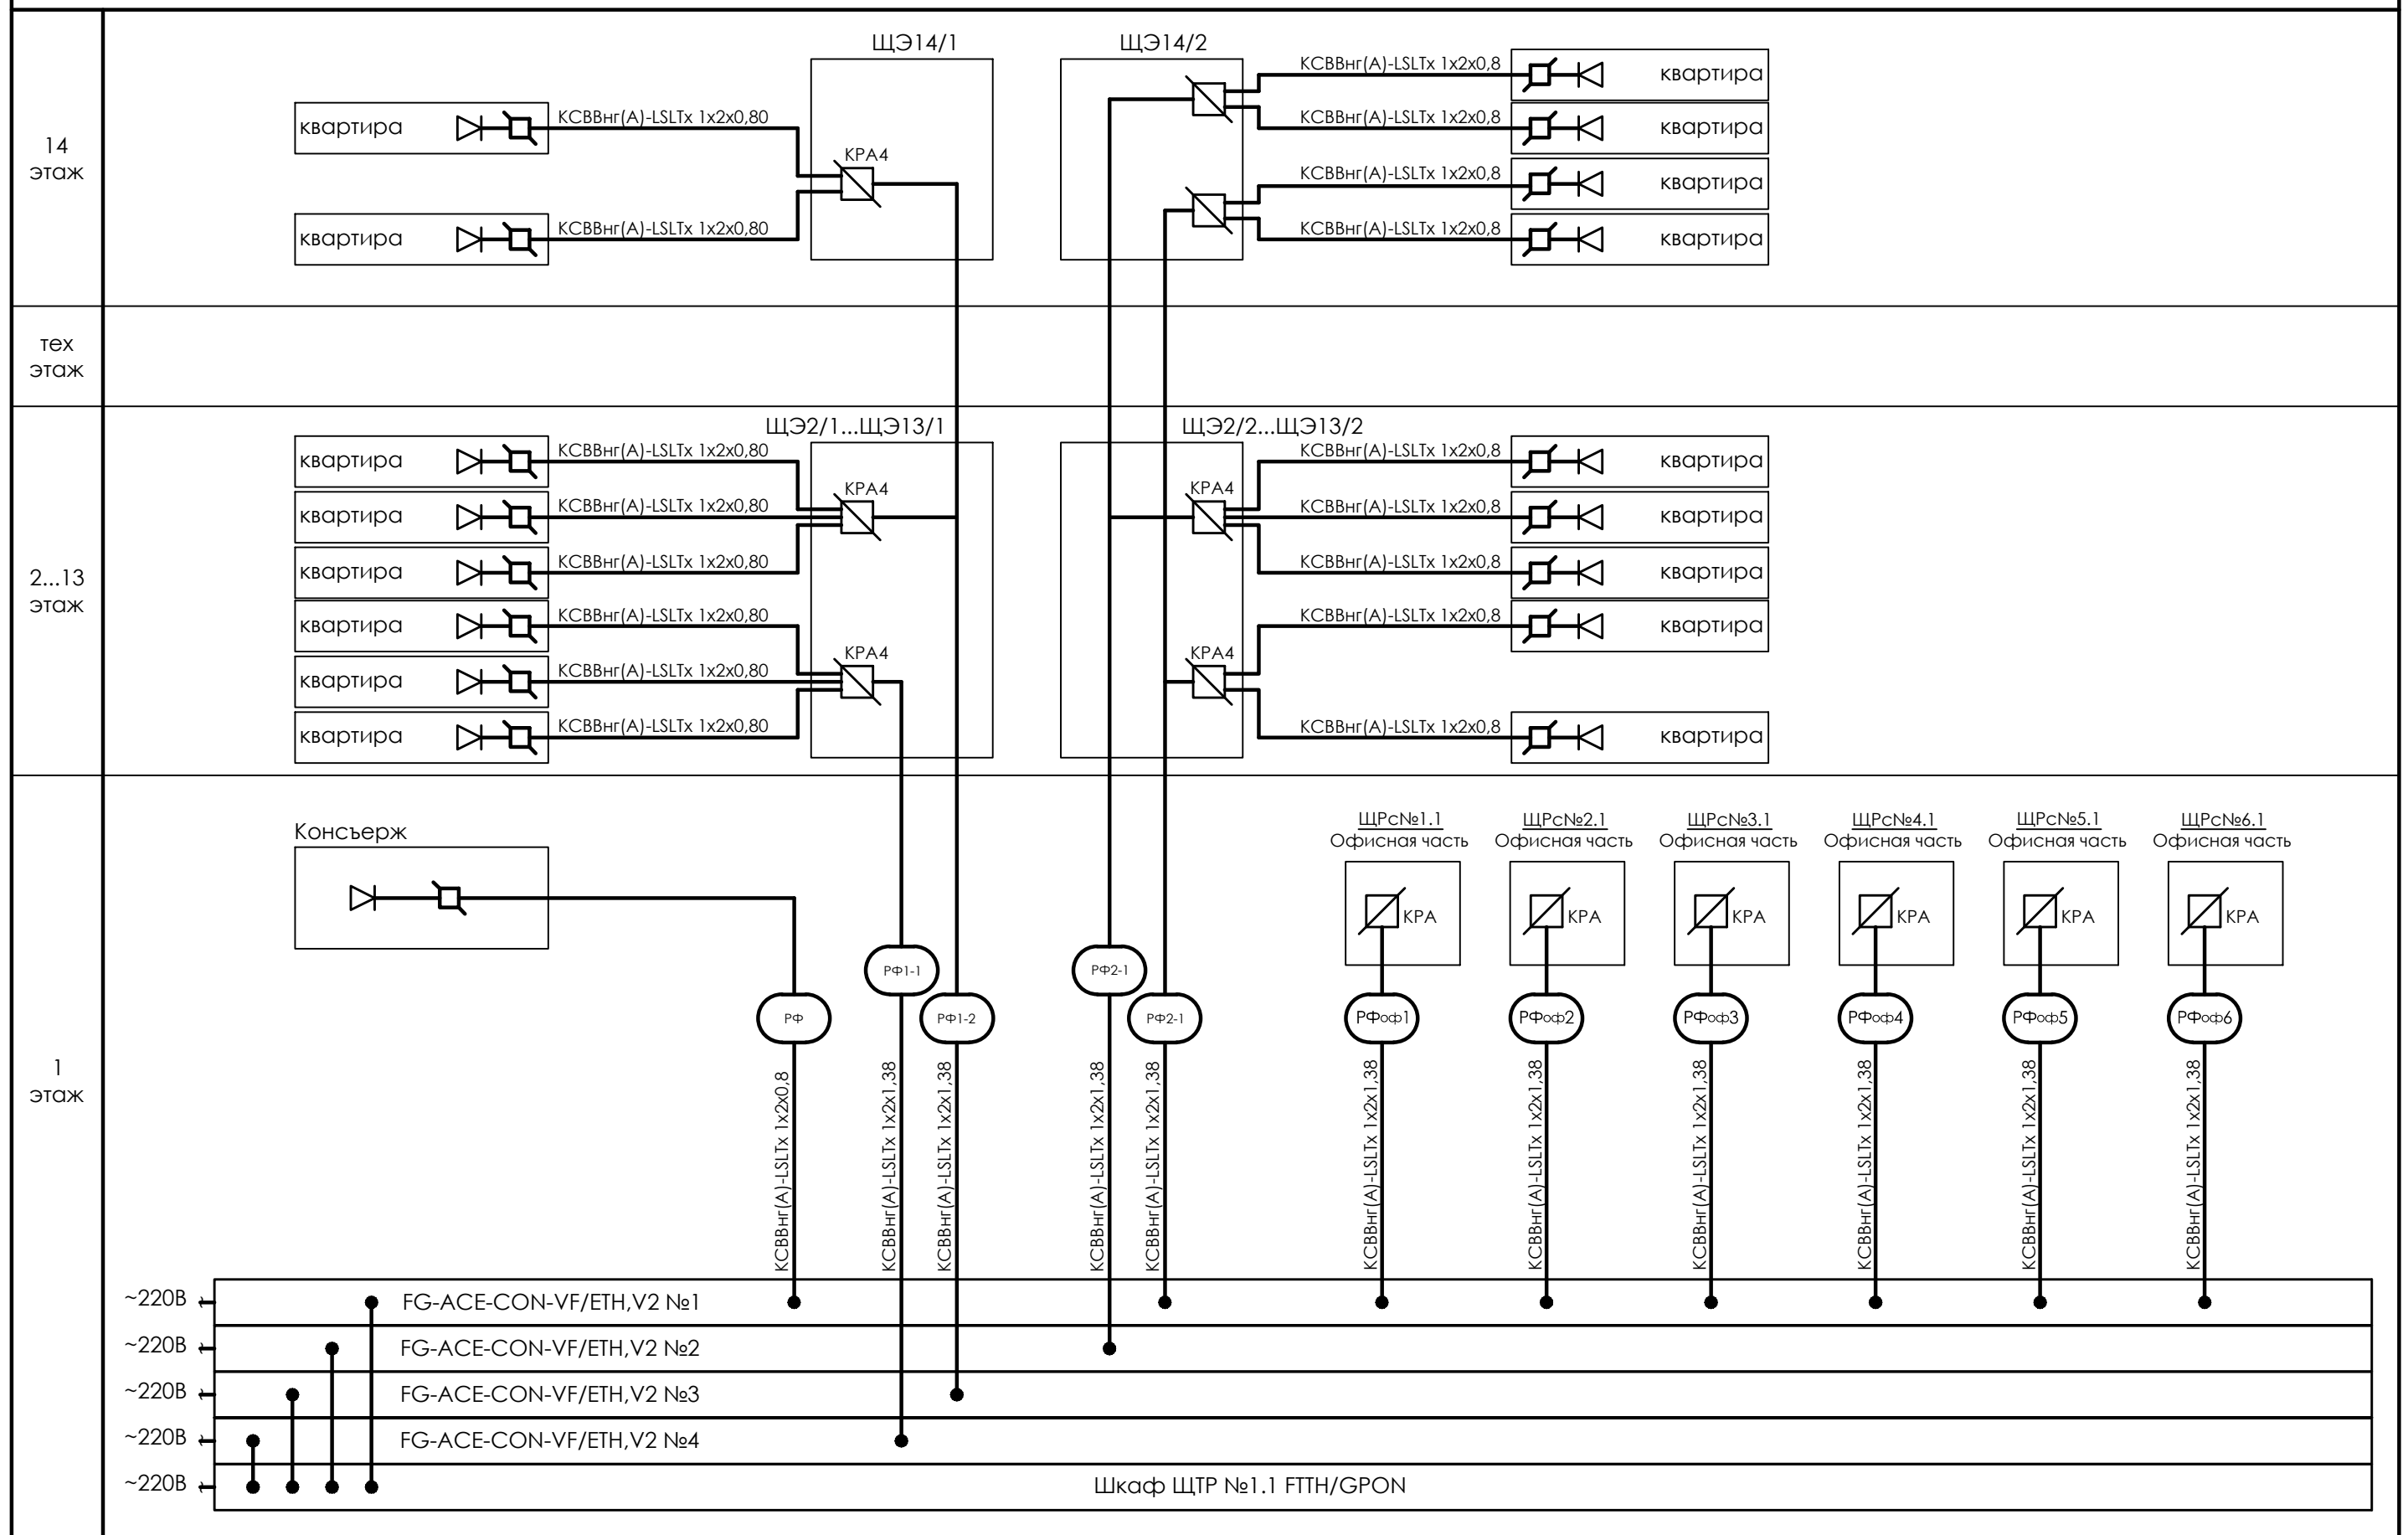 ЩЭ14/1
ЩЭ14/2
14
этаж
квартира
КСВВнг(А)-LSLTx 1x2x0,80
КРА4
квартира
КСВВнг(А)-LSLTx 1x2x0,80
КСВВнг(А)-LSLTx 1x2x0,8
квартира
КСВВнг(А)-LSLTx 1x2x0,8
квартира
КСВВнг(А)-LSLTx 1x2x0,8
квартира
КСВВнг(А)-LSLTx 1x2x0,8
квартира
тех
этаж
2...13
этаж
ЩЭ2/1...ЩЭ13/1
ЩЭ2/2...ЩЭ13/2
квартира
КСВВнг(А)-LSLTx 1x2x0,80
квартира
КСВВнг(А)-LSLTx 1x2x0,80
КРА4
квартира
КСВВнг(А)-LSLTx 1x2x0,80
квартира
КСВВнг(А)-LSLTx 1x2x0,80
квартира
КСВВнг(А)-LSLTx 1x2x0,80
КРА4
квартира
КСВВнг(А)-LSLTx 1x2x0,80
КСВВнг(А)-LSLTx 1x2x0,8
квартира
КРА4
КСВВнг(А)-LSLTx 1x2x0,8
квартира
КСВВнг(А)-LSLTx 1x2x0,8
квартира
КСВВнг(А)-LSLTx 1x2x0,8
квартира
КРА4
КСВВнг(А)-LSLTx 1x2x0,8
квартира
1
этаж
Консъерж
РФ
РФ1-1
РФ1-2
РФ2-1
РФ2-1
ЩРс№1.1
Офисная часть
КРА
РФоф1
ЩРс№2.1
Офисная часть
КРА
РФоф2
ЩРс№3.1
Офисная часть
КРА
РФоф3
ЩРс№4.1
Офисная часть
КРА
РФоф4
ЩРс№5.1
Офисная часть
КРА
РФоф5
ЩРс№6.1
Офисная часть
КРА
РФоф6
КСВВнг(А)-LSLTx 1x2x0,8
КСВВнг(А)-LSLTx 1x2x1,38
КСВВнг(А)-LSLTx 1x2x1,38
КСВВнг(А)-LSLTx 1x2x1,38
КСВВнг(А)-LSLTx 1x2x1,38
КСВВнг(А)-LSLTx 1x2x1,38
КСВВнг(А)-LSLTx 1x2x1,38
КСВВнг(А)-LSLTx 1x2x1,38
КСВВнг(А)-LSLTx 1x2x1,38
КСВВнг(А)-LSLTx 1x2x1,38
КСВВнг(А)-LSLTx 1x2x1,38
~220В
FG-ACE-CON-VF/ETH,V2 №1
~220В
FG-ACE-CON-VF/ETH,V2 №2
~220В
FG-ACE-CON-VF/ETH,V2 №3
~220В
FG-ACE-CON-VF/ETH,V2 №4
~220В
Шкаф ЩТР №1.1 FTTH/GPON